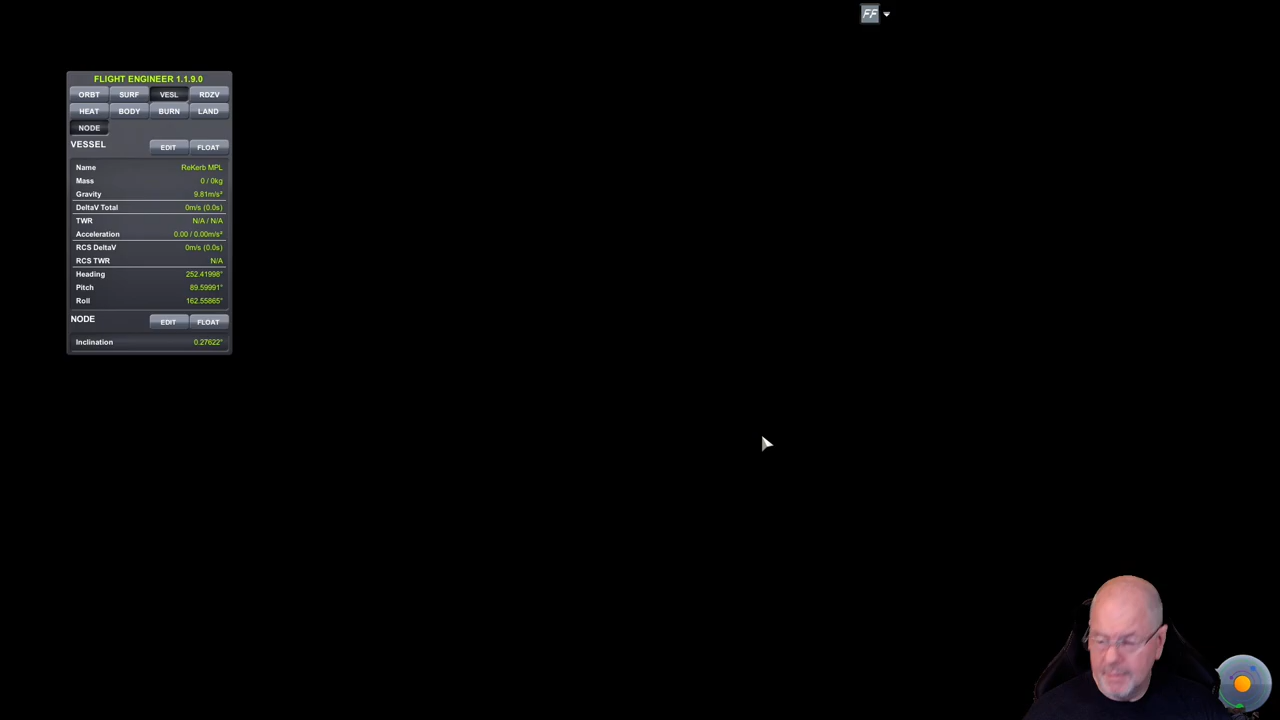 FF
FLIGHT ENGINEER 1.1.9.0
ORBT SURF VESL RDZV
HEAT BODY BURN LAND
NODE
VESSEL EDIT FLOAT
Name ReKerb MPL
Mass 0 / 0kg
Gravity 9.81m/s²
DeltaV Total 0m/s (0.0s)
TWR N/A / N/A
Acceleration 0.00 / 0.00m/s²
RCS DeltaV 0m/s (0.0s)
RCS TWR N/A
Heading 252.41998°
Pitch 89.59991°
Roll 162.55865°
NODE EDIT FLOAT
Inclination 0.27622°